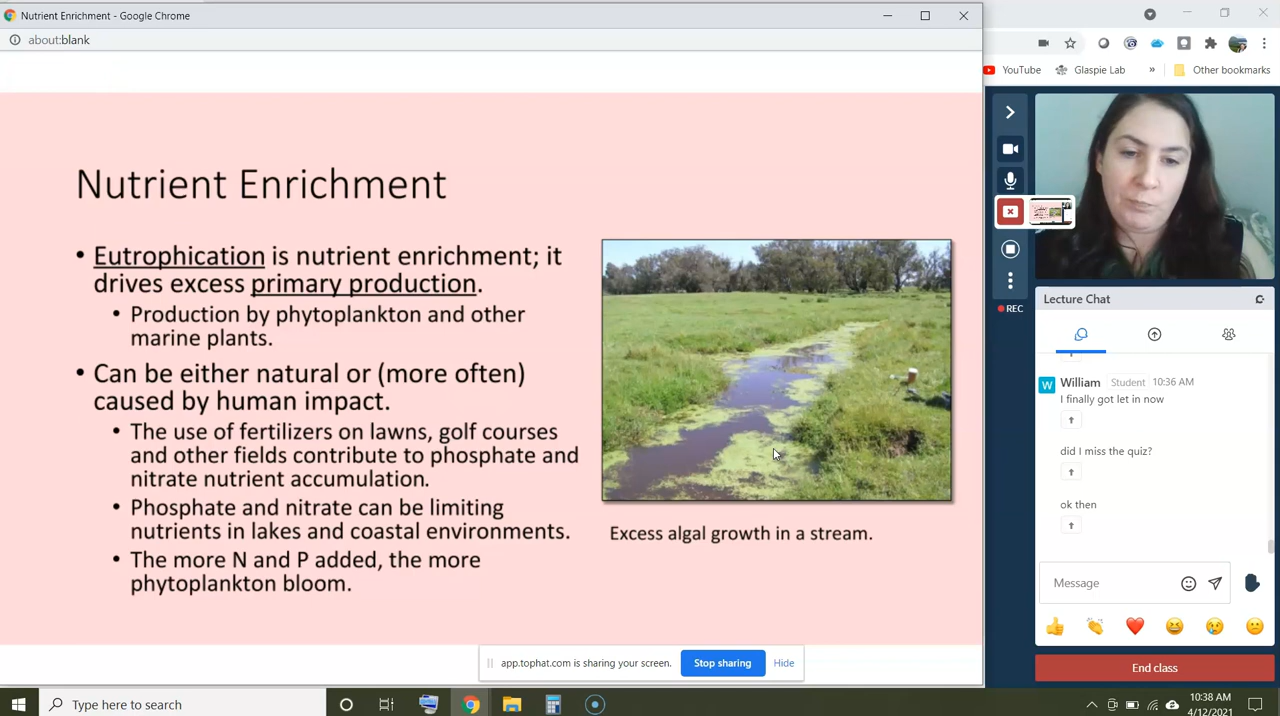 Nutrient Enrichment - Google Chrome
about:blank
YouTube
Glaspie Lab
»
Other bookmarks
Nutrient Enrichment
• Eutrophication is nutrient enrichment; it
drives excess primary production.
• Production by phytoplankton and other
marine plants.
• Can be either natural or (more often)
caused by human impact.
• The use of fertilizers on lawns, golf courses
and other fields contribute to phosphate and
nitrate nutrient accumulation.
• Phosphate and nitrate can be limiting
nutrients in lakes and coastal environments.
• The more N and P added, the more
phytoplankton bloom.
Excess algal growth in a stream.
REC
Lecture Chat
W
William Student 10:36 AM
I finally got let in now
did I miss the quiz?
ok then
Message
End class
app.tophat.com is sharing your screen.
Stop sharing
Hide
Type here to search
10:38 AM
4/12/2021